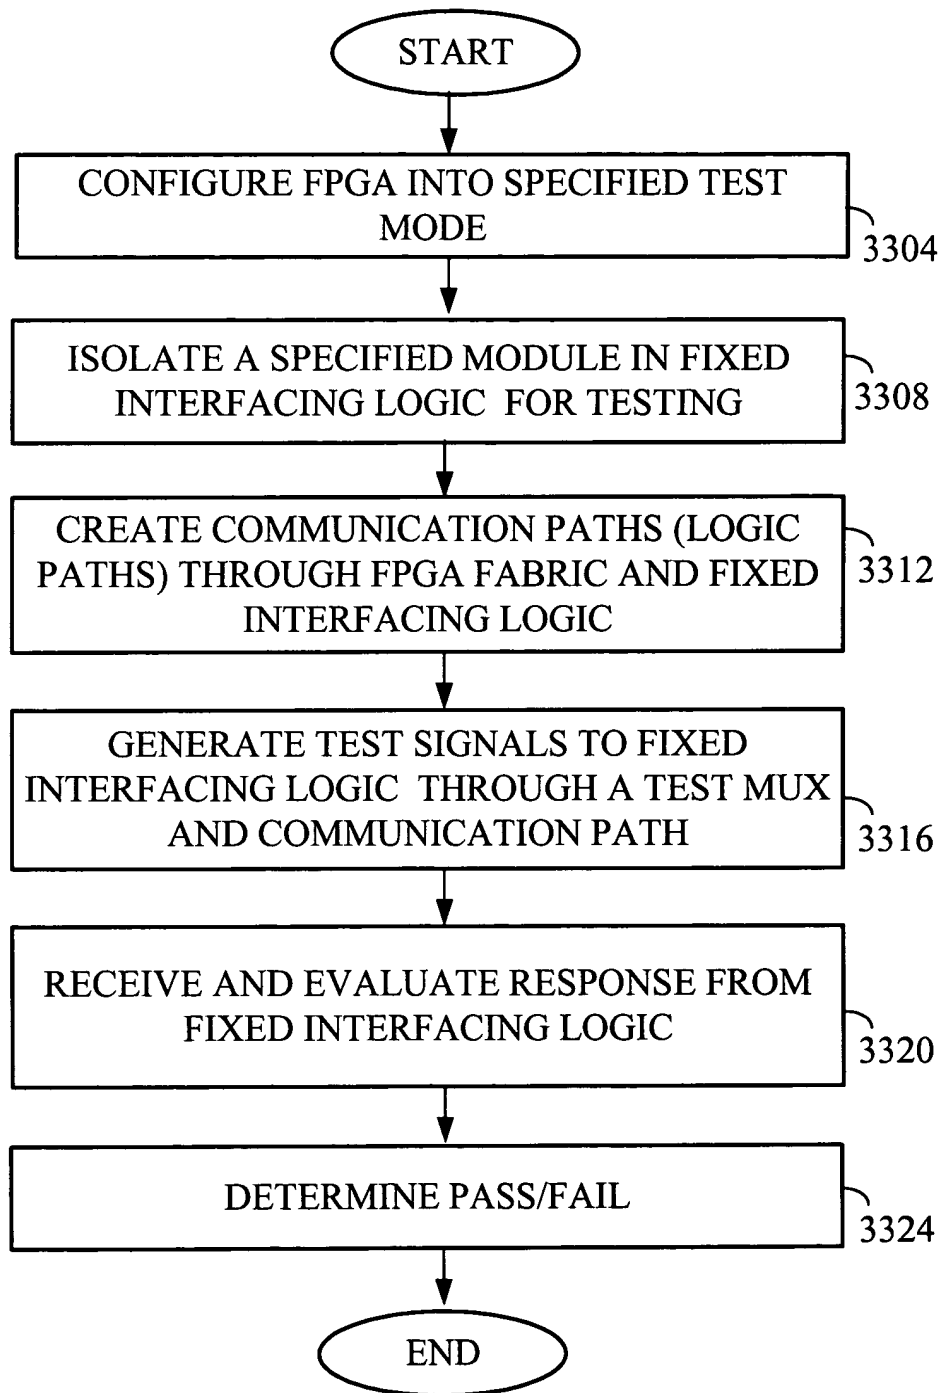 START
CONFIGURE FPGA INTO SPECIFIED TEST
MODE
3304
ISOLATE A SPECIFIED MODULE IN FIXED
INTERFACING LOGIC FOR TESTING
3308
CREATE COMMUNICATION PATHS (LOGIC
PATHS) THROUGH FPGA FABRIC AND FIXED
INTERFACING LOGIC
3312
GENERATE TEST SIGNALS TO FIXED
INTERFACING LOGIC THROUGH A TEST MUX
AND COMMUNICATION PATH
3316
RECEIVE AND EVALUATE RESPONSE FROM
FIXED INTERFACING LOGIC
3320
DETERMINE PASS/FAIL
3324
END